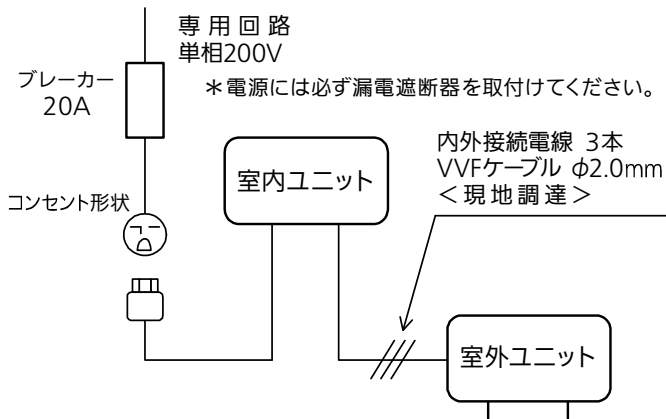 専用回路
単相200V
ブレーカー
20A
＊電源には必ず漏電遮断器を取付けてください。
内外接続電線 3本
VVFケーブル φ2.0mm
＜現地調達＞
室内ユニット
コンセント形状
室外ユニット